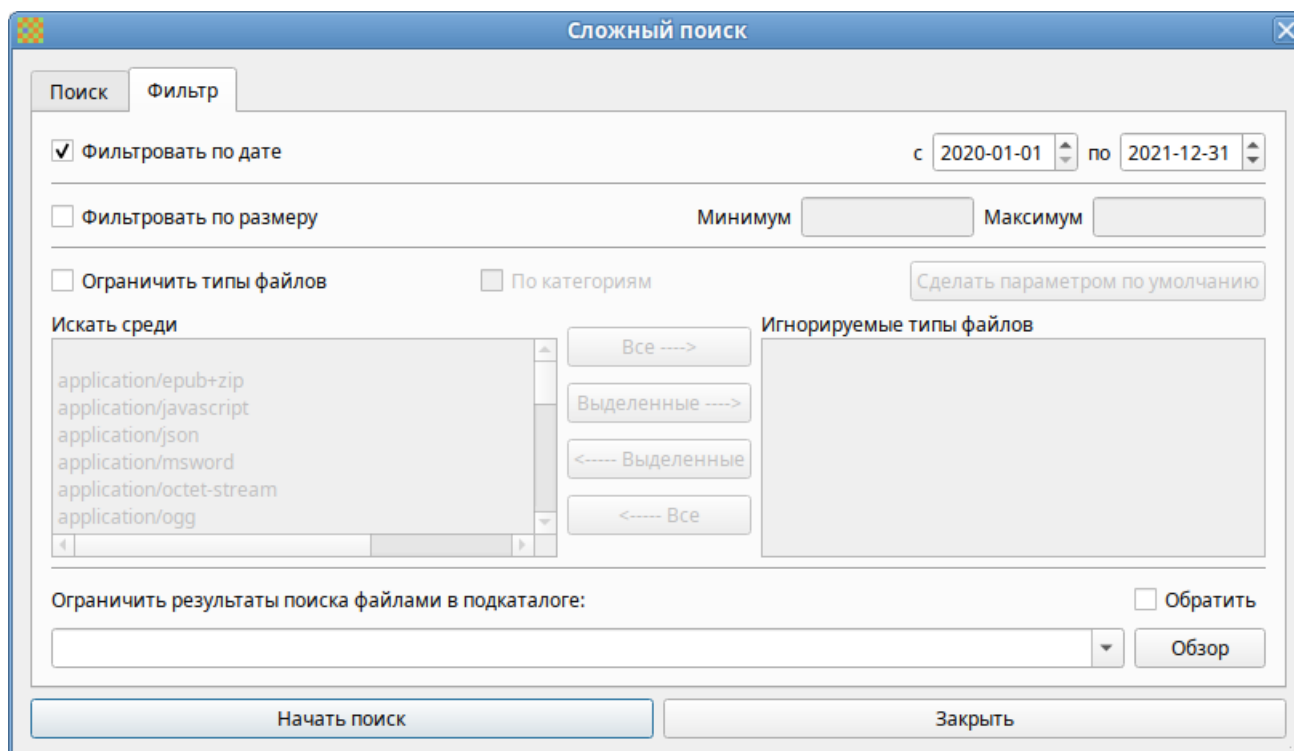 Сложный поиск
Поиск Фильтр
Фильтровать по дате с 2020-01-01 по 2021-12-31
Фильтровать по размеру Минимум Максимум
Ограничить типы файлов По категориям Сделать параметром по умолчанию
Искать среди Игнорируемые типы файлов
Все ---->
application/epub+zip
application/javascript Выделенные ---->
application/json
application/msword <----- Выделенные
application/octet-stream
application/ogg <----- Все
Ограничить результаты поиска файлами в подкаталоге: Обратить
Обзор
Начать поиск Закрыть